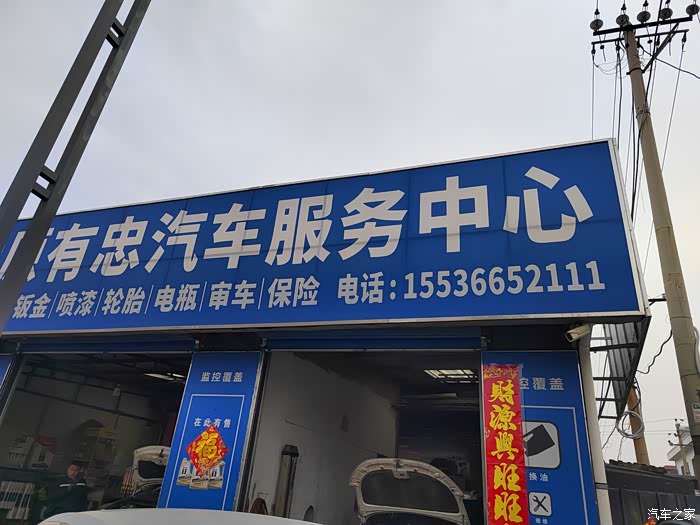 有忠汽车服务中心
钣金|喷漆|轮胎|电瓶|审车|保险 电话:15536652111
监控覆盖
在此有售
福
财源兴旺旺
监控覆盖
换油
汽车之家